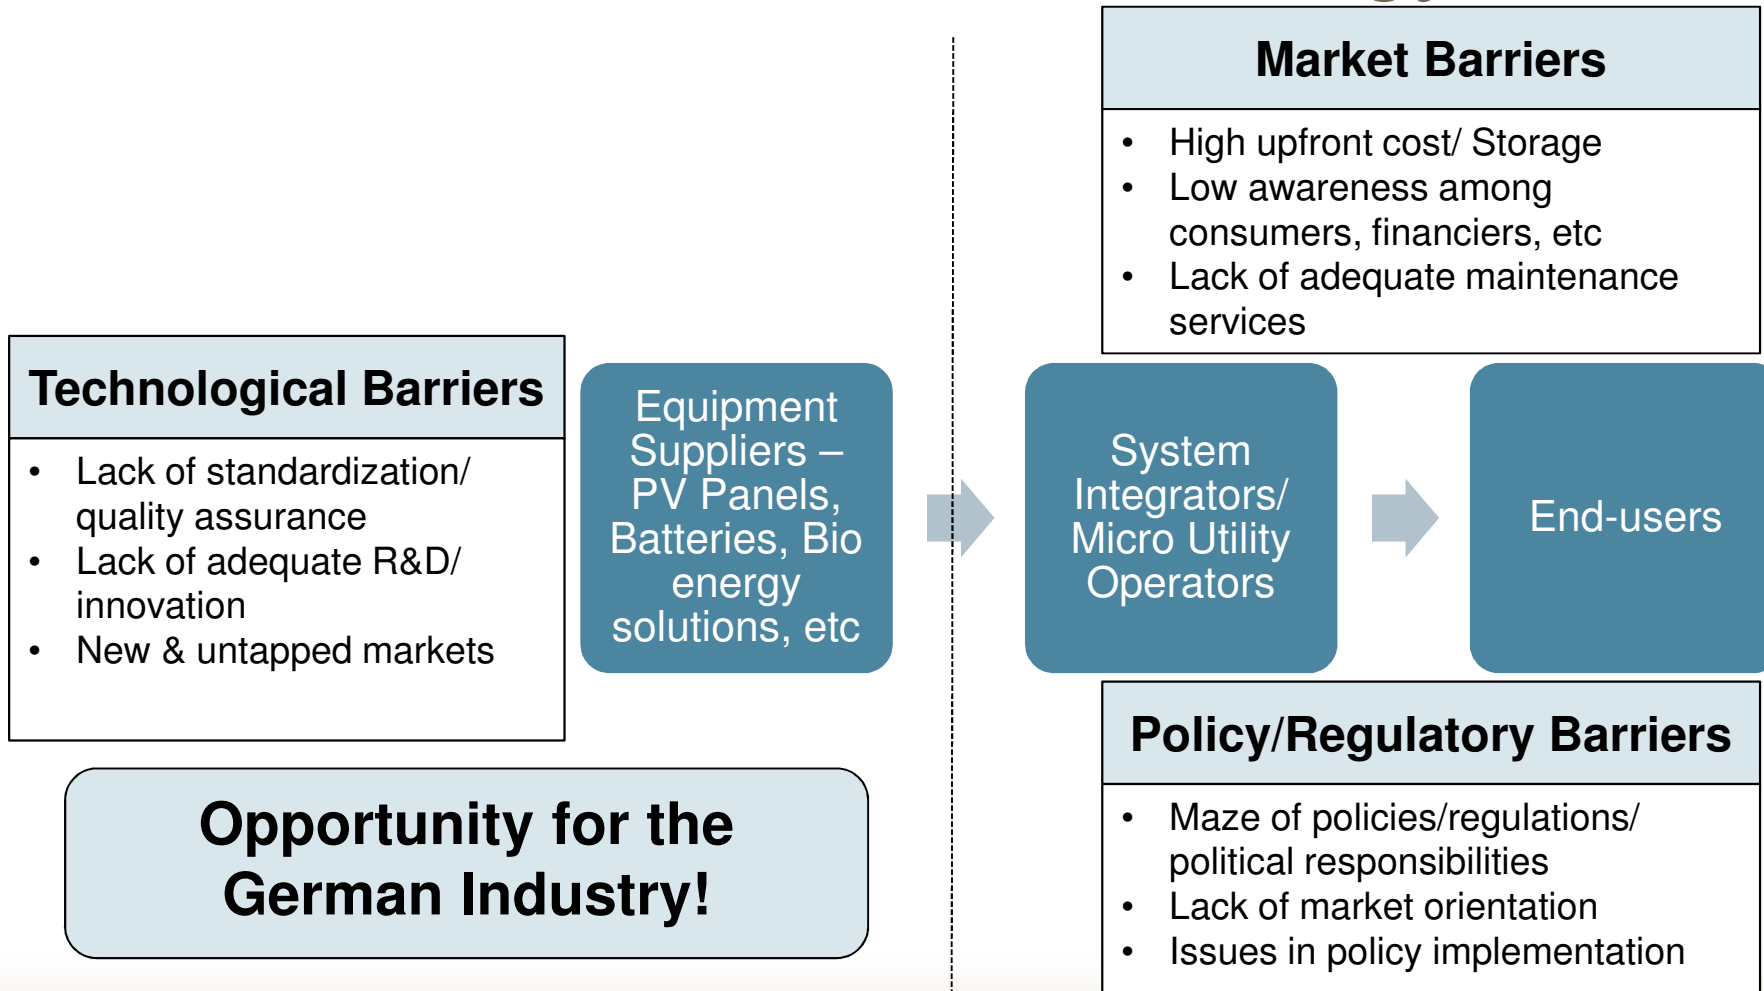 Market Barriers
• High upfront cost/ Storage
• Low awareness among
consumers, financiers, etc
• Lack of adequate maintenance
services
Technological Barriers
• Lack of standardization/
quality assurance
• Lack of adequate R&D/
innovation
• New & untapped markets
Equipment
Suppliers –
PV Panels,
Batteries, Bio
energy
solutions, etc
System
Integrators/
Micro Utility
Operators
End-users
Opportunity for the
German Industry!
Policy/Regulatory Barriers
• Maze of policies/regulations/
political responsibilities
• Lack of market orientation
• Issues in policy implementation